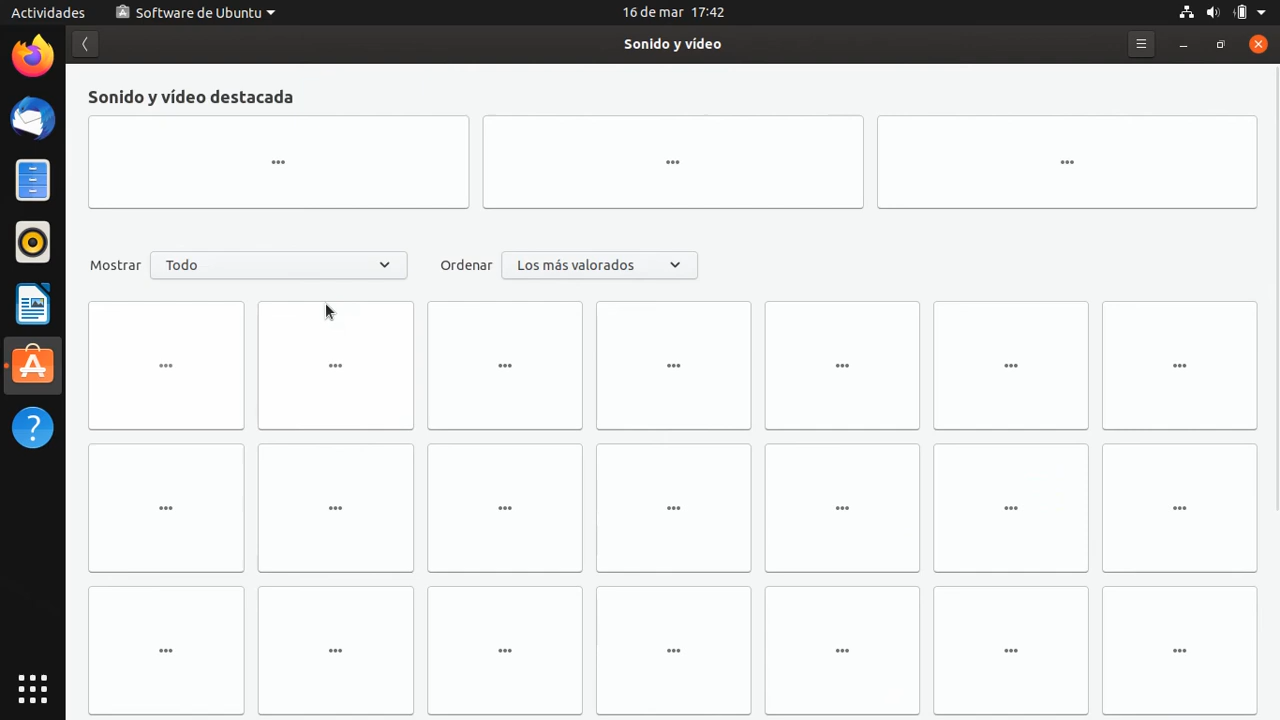 Actividades Software de Ubuntu 16 de mar 17:42
Sonido y vídeo
Sonido y vídeo destacada
... ... ...
Mostrar Todo Ordenar Los más valorados
... ... ... ... ... ... ...
... ... ... ... ... ... ...
... ... ... ... ... ... ...